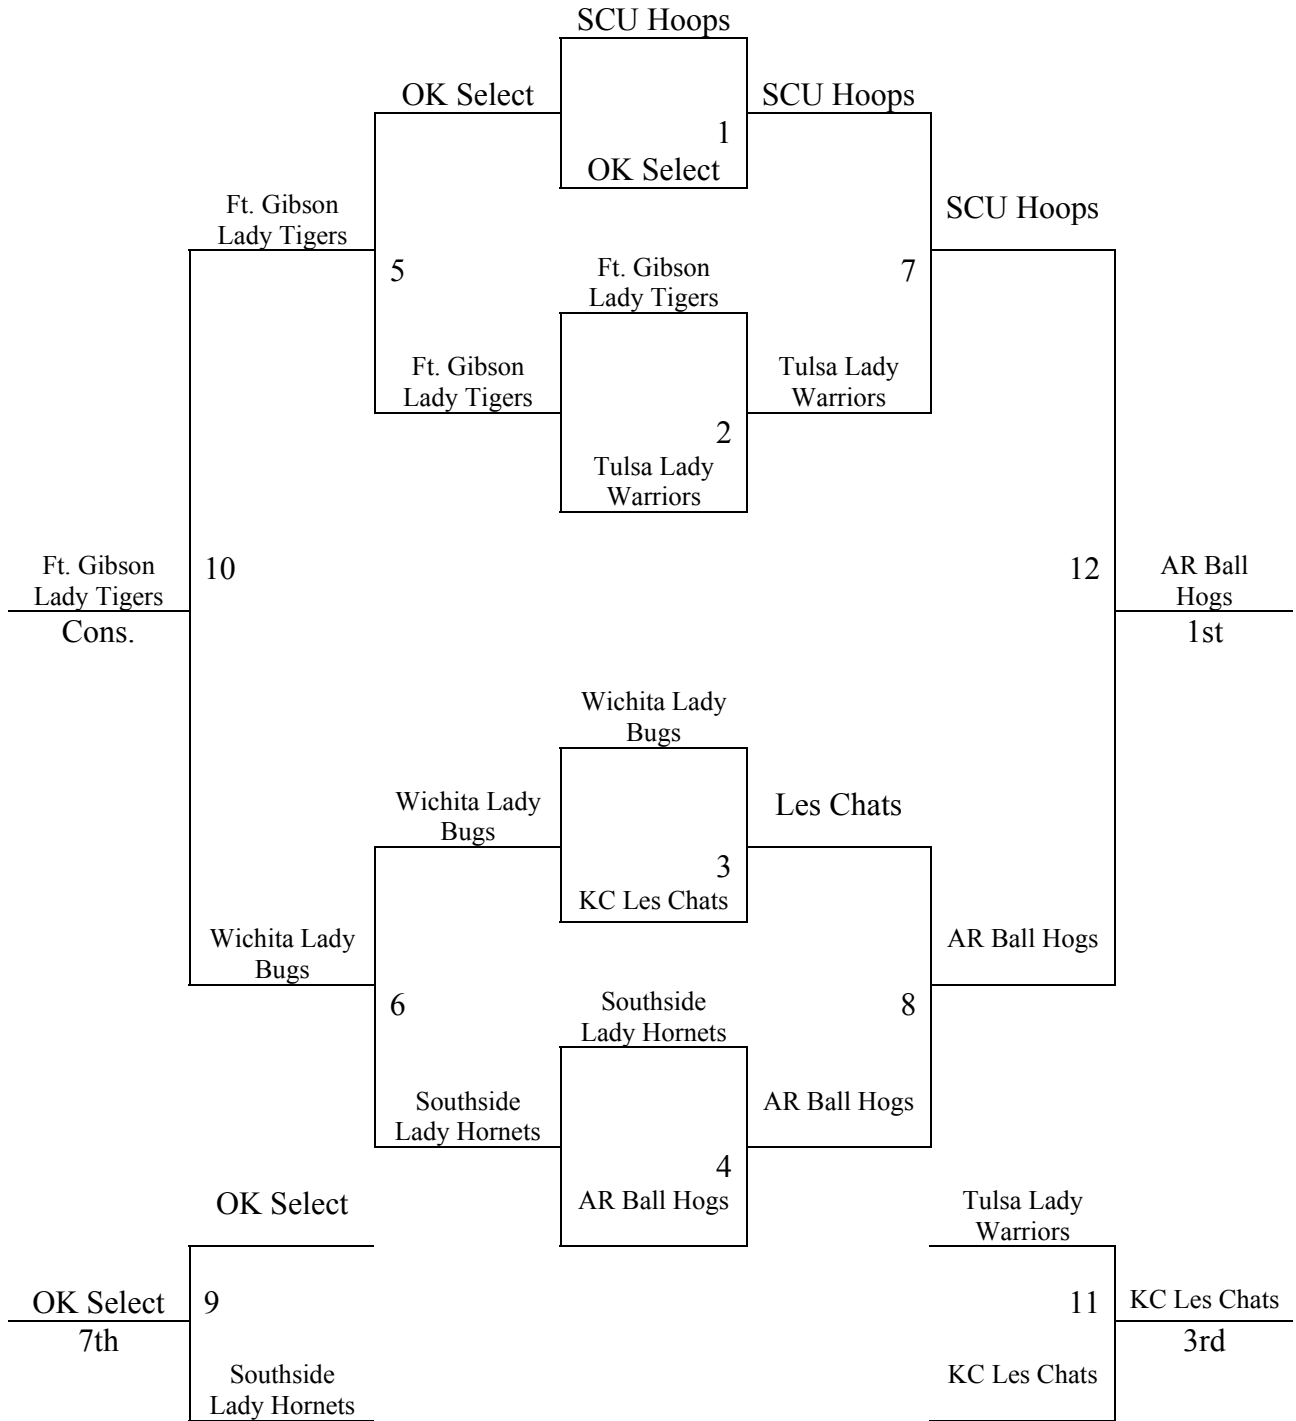 SCU Hoops
OK Select
SCU Hoops
1
OK Select
Ft. Gibson
Lady Tigers
SCU Hoops
5
Ft. Gibson
Lady Tigers
7
Ft. Gibson
Lady Tigers
Tulsa Lady
Warriors
2
Tulsa Lady
Warriors
Ft. Gibson
Lady Tigers
Cons.
10
12
AR Ball
Hogs
1st
Wichita Lady
Bugs
Wichita Lady
Bugs
Les Chats
3
KC Les Chats
Wichita Lady
Bugs
AR Ball Hogs
6
Southside
Lady Hornets
8
Southside
Lady Hornets
AR Ball Hogs
4
AR Ball Hogs
OK Select
Tulsa Lady
Warriors
OK Select
7th
9
11
KC Les Chats
3rd
Southside
Lady Hornets
KC Les Chats